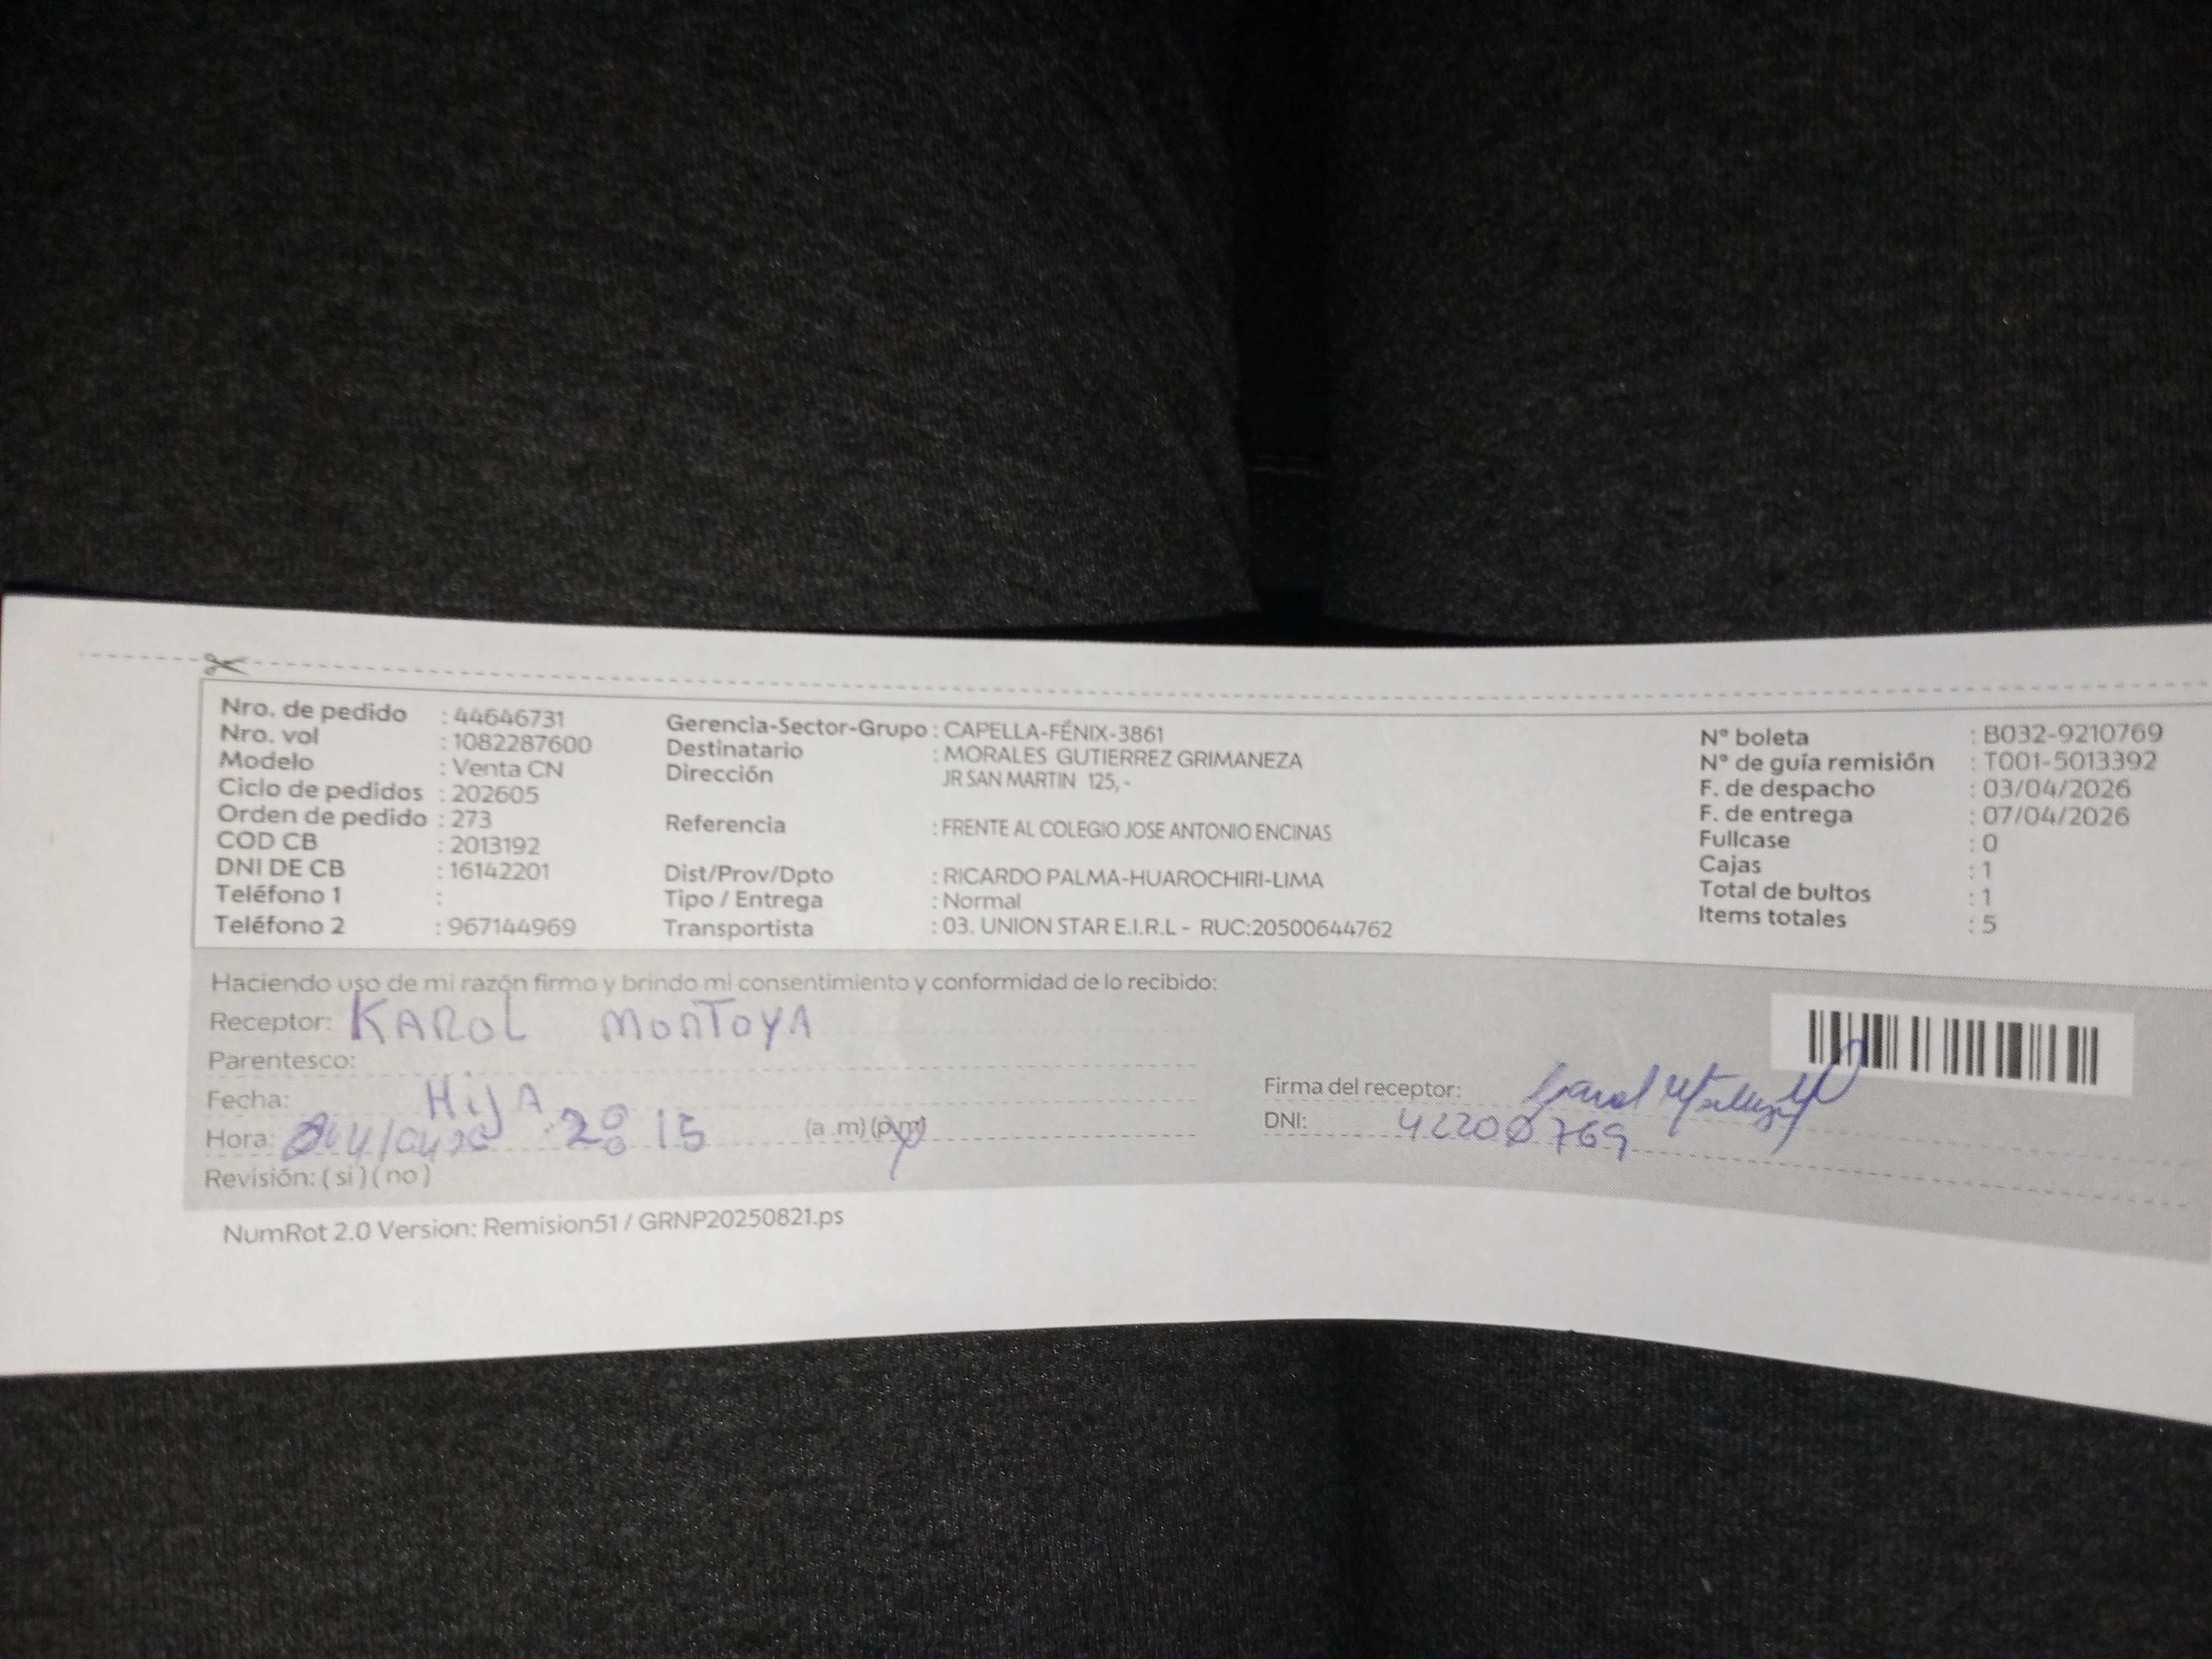 Nro. de pedido : 44646731
Nro. vol : 1082287600
Modelo : Venta CN
Ciclo de pedidos : 202605
Orden de pedido : 273
COD CB : 2013192
DNI DE CB : 16142201
Teléfono 1 :
Teléfono 2 : 967144969
Gerencia-Sector-Grupo : CAPELLA-FÉNIX-3861
Destinatario : MORALES GUTIERREZ GRIMANEZA
Dirección JR SAN MARTIN 125,-
Referencia : FRENTE AL COLEGIO JOSE ANTONIO ENCINAS
Dist/Prov/Dpto : RICARDO PALMA-HUAROCHIRI-LIMA
Tipo / Entrega : Normal
Transportista : 03. UNION STAR E.I.R.L - RUC:20500644762
N° boleta : B032-9210769
N° de guía remisión : T001-5013392
F. de despacho : 03/04/2026
F. de entrega : 07/04/2026
Fullcase : 0
Cajas : 1
Total de bultos : 1
Items totales : 5
Haciendo uso de mi razón firmo y brindo mi consentimiento y conformidad de lo recibido:
Receptor: KAROL MONTOYA
Parentesco:
Fecha: HIJA
Hora: 2:15 (a.m) (p.m)
Revisión: ( si ) ( no )
Firma del receptor:
DNI: 42200769
NumRot 2.0 Version: Remision51 / GRNP20250821.ps